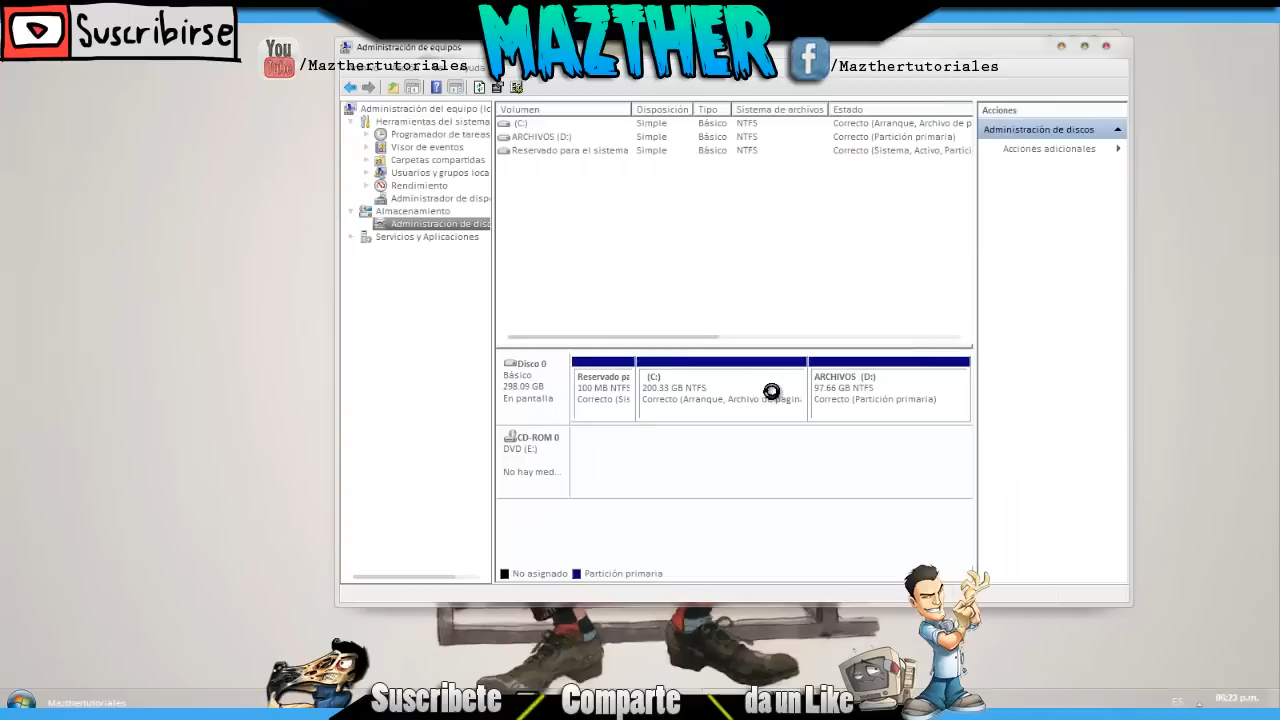 Suscribirse
MAZTHER
You
Tube
/Mazthertutoriales
f
/Mazthertutoriales
Administración de equipos
Administración del equipo (lc
Herramientas del sistema
Programador de tareas
Visor de eventos
Carpetas compartidas
Usuarios y grupos loca
Rendimiento
Administrador de dispo
Almacenamiento
Administración de disc
Servicios y Aplicaciones
Volumen Disposición Tipo Sistema de archivos Estado
(C:) Simple Básico NTFS Correcto (Arranque, Archivo de p
ARCHIVOS (D:) Simple Básico NTFS Correcto (Partición primaria)
Reservado para el sistema Simple Básico NTFS Correcto (Sistema, Activo, Partici
Acciones
Administración de discos
Acciones adicionales
Disco 0
Básico
298.09 GB
En pantalla
Reservado pa
100 MB NTFS
Correcto (Sis
(C:)
200.33 GB NTFS
Correcto (Arranque, Archivo de pagin
ARCHIVOS (D:)
97.66 GB NTFS
Correcto (Partición primaria)
CD-ROM 0
DVD (E:)
No hay med...
No asignado Partición primaria
Suscribete Comparte da un Like
Mazthertutoriales
ES
06:23 p.m.